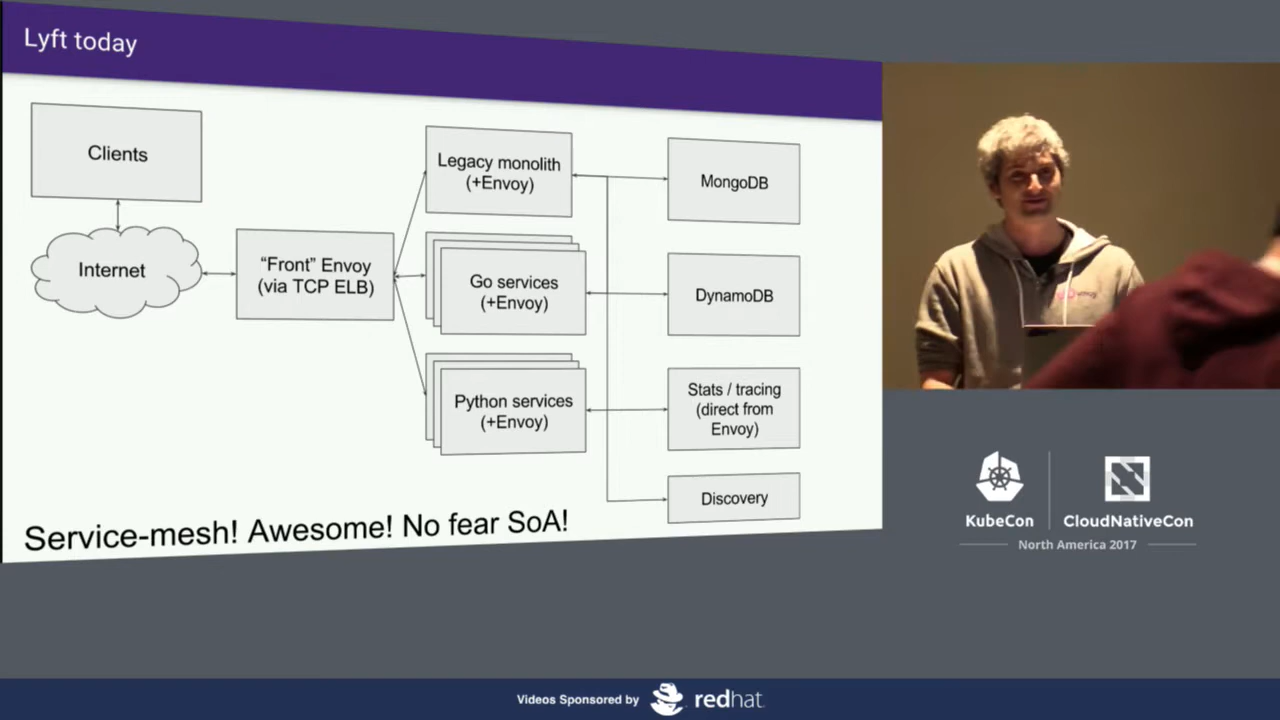 Lyft today
Clients
Internet
“Front” Envoy
(via TCP ELB)
Legacy monolith
(+Envoy)
Go services
(+Envoy)
Python services
(+Envoy)
MongoDB
DynamoDB
Stats / tracing
(direct from
Envoy)
Discovery
Service-mesh! Awesome! No fear SoA!
KubeCon
CloudNativeCon
North America 2017
Videos Sponsored by
redhat